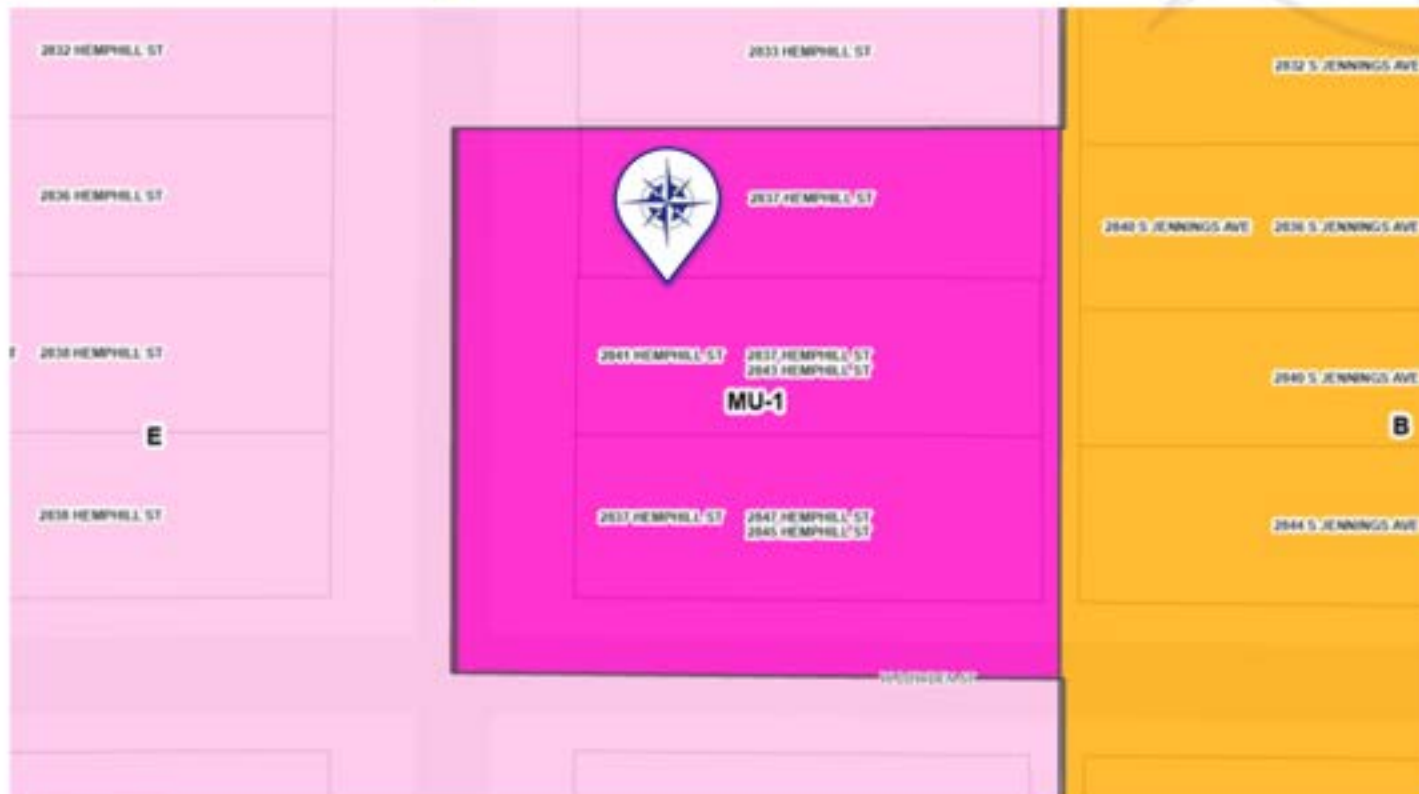 2832 HEMPHILL ST
2833 HEMPHILL ST
2832 S JENNINGS AVE
2836 HEMPHILL ST
2837 HEMPHILL ST
2840 S JENNINGS AVE
2836 S JENNINGS AVE
2838 HEMPHILL ST
2841 HEMPHILL ST
2837 HEMPHILL ST
2843 HEMPHILL ST
2840 S JENNINGS AVE
MU-1
E
B
2838 HEMPHILL ST
2837 HEMPHILL ST
2847 HEMPHILL ST
2845 HEMPHILL ST
2844 S JENNINGS AVE